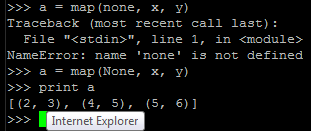 >>> a = map(none, x, y)
Traceback (most recent call last):
  File "<stdin>", line 1, in <module>
NameError: name 'none' is not defined
>>> a = map(None, x, y)
>>> print a
[(2, 3), (4, 5), (5, 6)]
>>>
Internet Explorer